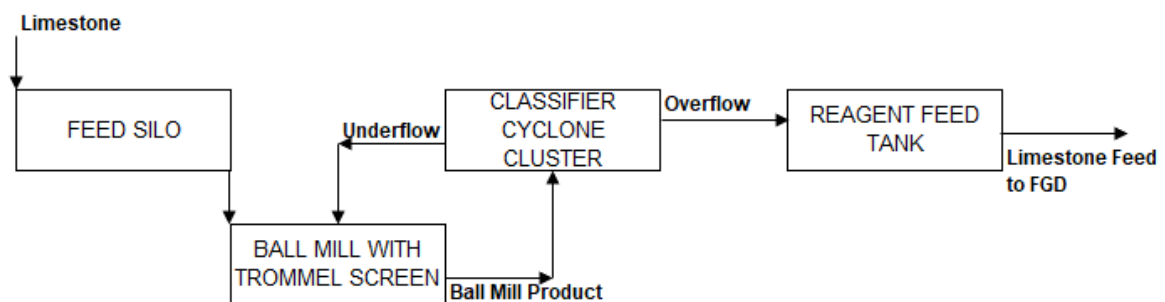 Limestone
FEED SILO
Underflow
CLASSIFIER
CYCLONE
CLUSTER
Overflow
REAGENT FEED
TANK
Limestone Feed
to FGD
BALL MILL WITH
TROMMEL SCREEN
Ball Mill Product